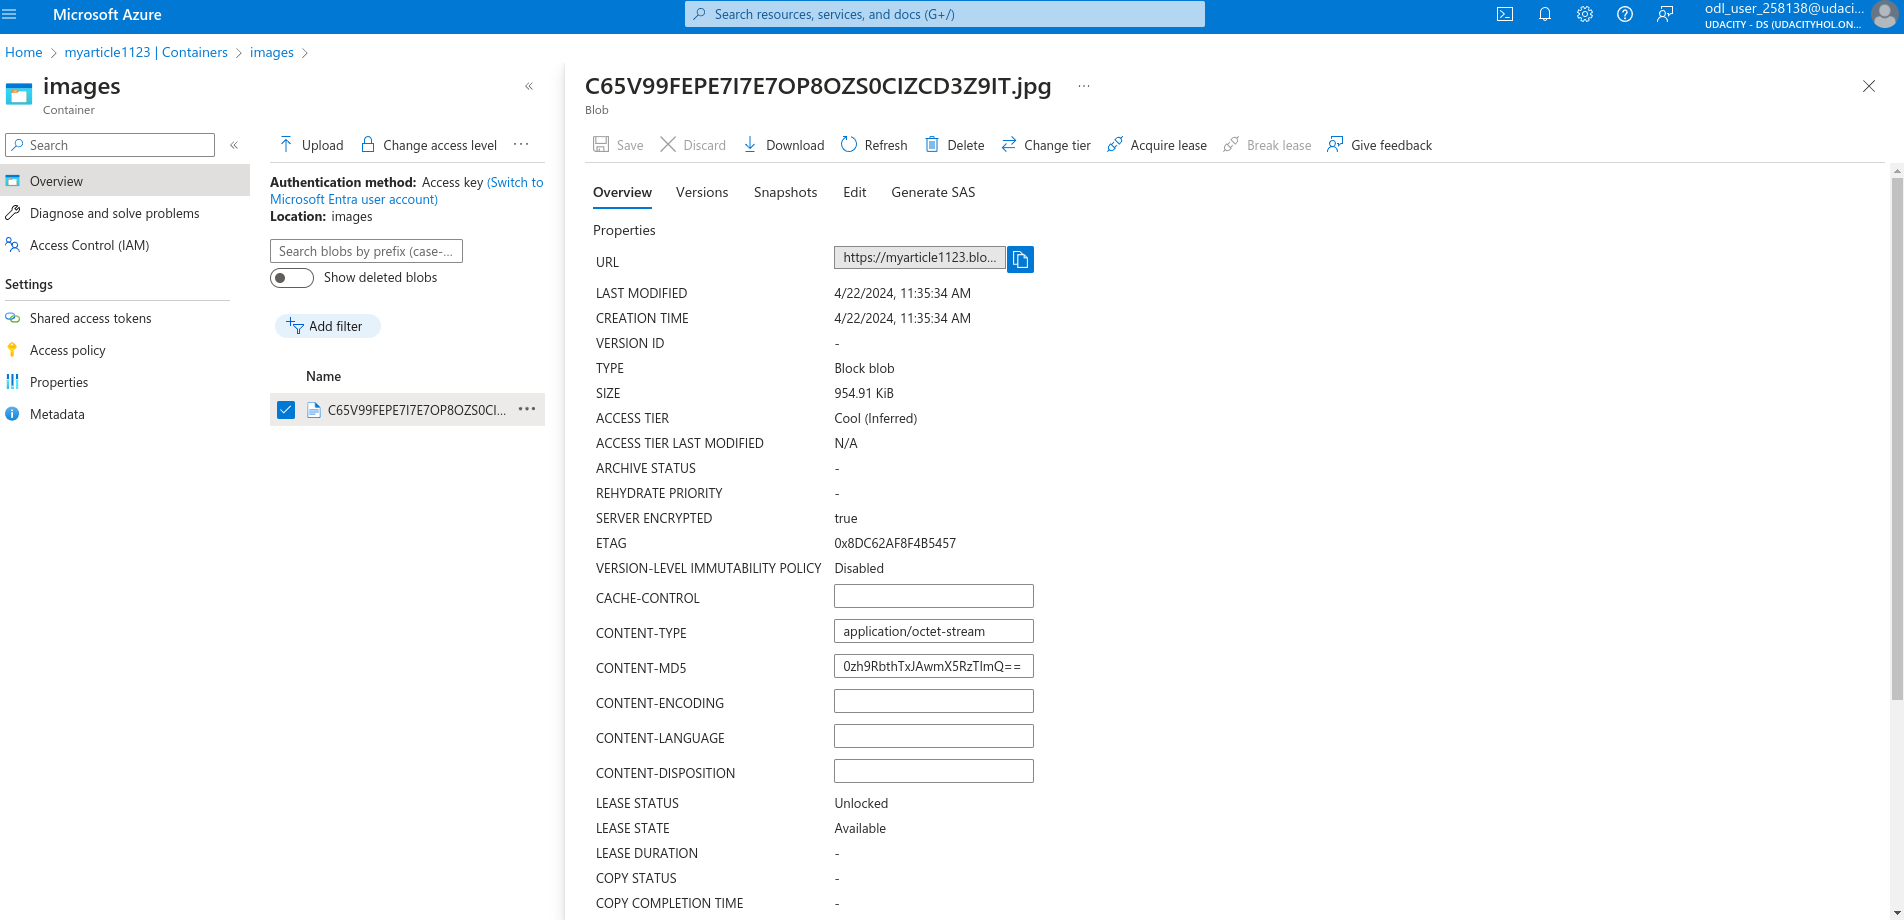 Microsoft Azure
Search resources, services, and docs (G+/)
odl_user_258138@udaci...
UDACITY - DS (UDACITYHOL.ON...
Home > myarticle1123 | Containers > images >
images
Container
«
Search
«
Overview
Diagnose and solve problems
Access Control (IAM)
Settings
Shared access tokens
Access policy
Properties
Metadata
Upload Change access level ...
Authentication method: Access key (Switch to
Microsoft Entra user account)
Location: images
Search blobs by prefix (case-...
Show deleted blobs
Add filter
Name
C65V99FEPE7I7E7OP8OZS0CI... ...
C65V99FEPE7I7E7OP8OZS0CIZCD3Z9IT.jpg ...
Blob
Save Discard Download Refresh Delete Change tier Acquire lease Break lease Give feedback
Overview Versions Snapshots Edit Generate SAS
Properties
URL https://myarticle1123.blo...
LAST MODIFIED 4/22/2024, 11:35:34 AM
CREATION TIME 4/22/2024, 11:35:34 AM
VERSION ID -
TYPE Block blob
SIZE 954.91 KiB
ACCESS TIER Cool (Inferred)
ACCESS TIER LAST MODIFIED N/A
ARCHIVE STATUS -
REHYDRATE PRIORITY -
SERVER ENCRYPTED true
ETAG 0x8DC62AF8F4B5457
VERSION-LEVEL IMMUTABILITY POLICY Disabled
CACHE-CONTROL
CONTENT-TYPE application/octet-stream
CONTENT-MD5 0zh9RbthTxJAwmX5RzTlmQ==
CONTENT-ENCODING
CONTENT-LANGUAGE
CONTENT-DISPOSITION
LEASE STATUS Unlocked
LEASE STATE Available
LEASE DURATION -
COPY STATUS -
COPY COMPLETION TIME -